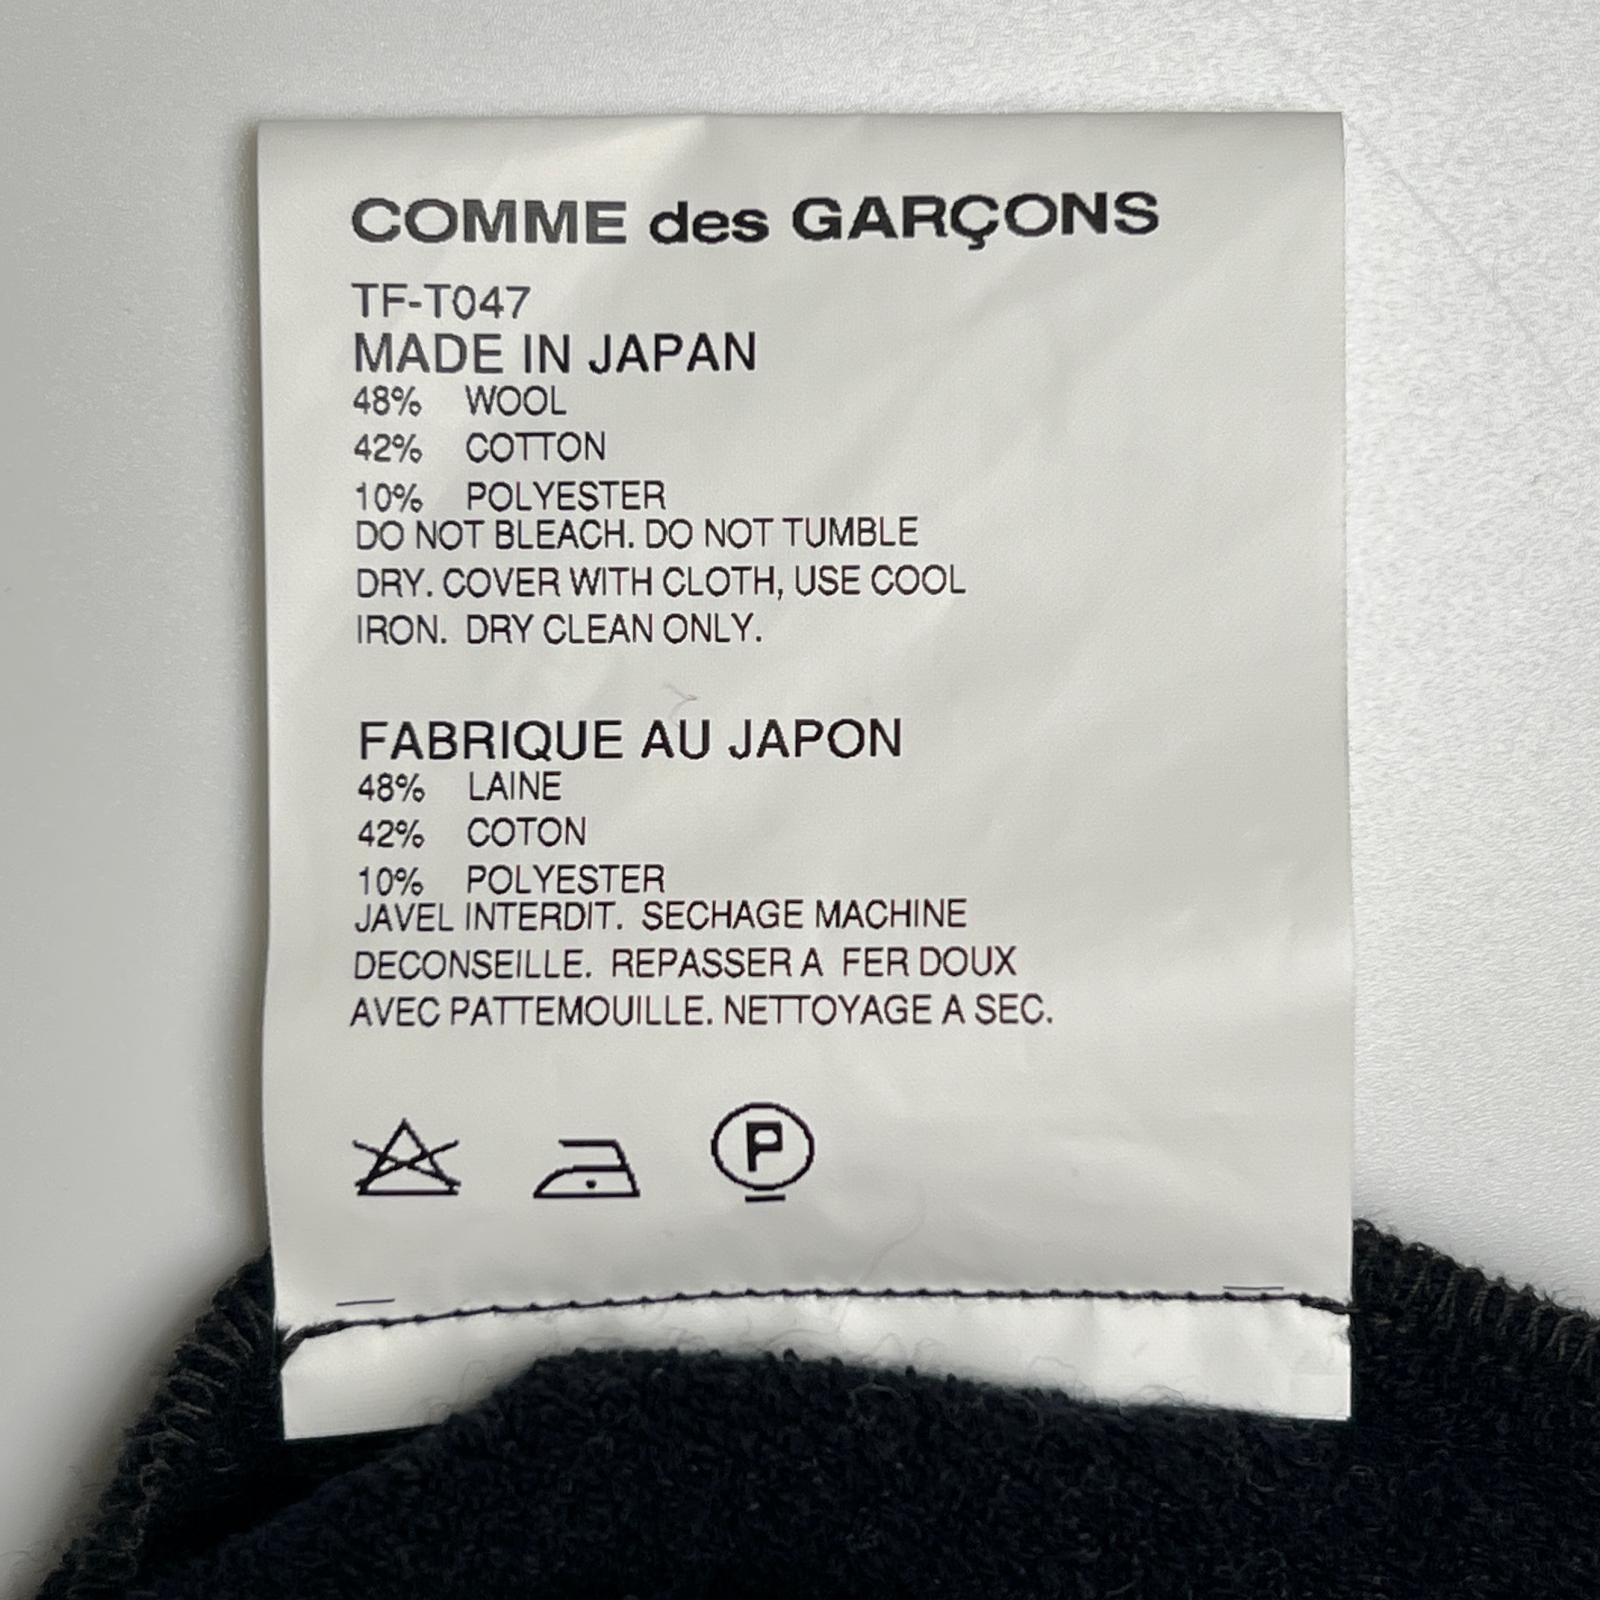 COMME des GARÇONS
TF-T047
MADE IN JAPAN
48% WOOL
42% COTTON
10% POLYESTER
DO NOT BLEACH. DO NOT TUMBLE
DRY. COVER WITH CLOTH, USE COOL
IRON. DRY CLEAN ONLY.
FABRIQUE AU JAPON
48% LAINE
42% COTON
10% POLYESTER
JAVEL INTERDIT. SECHAGE MACHINE
DECONSEILLE. REPASSER A FER DOUX
AVEC PATTEMOUILLE. NETTOYAGE A SEC.
P